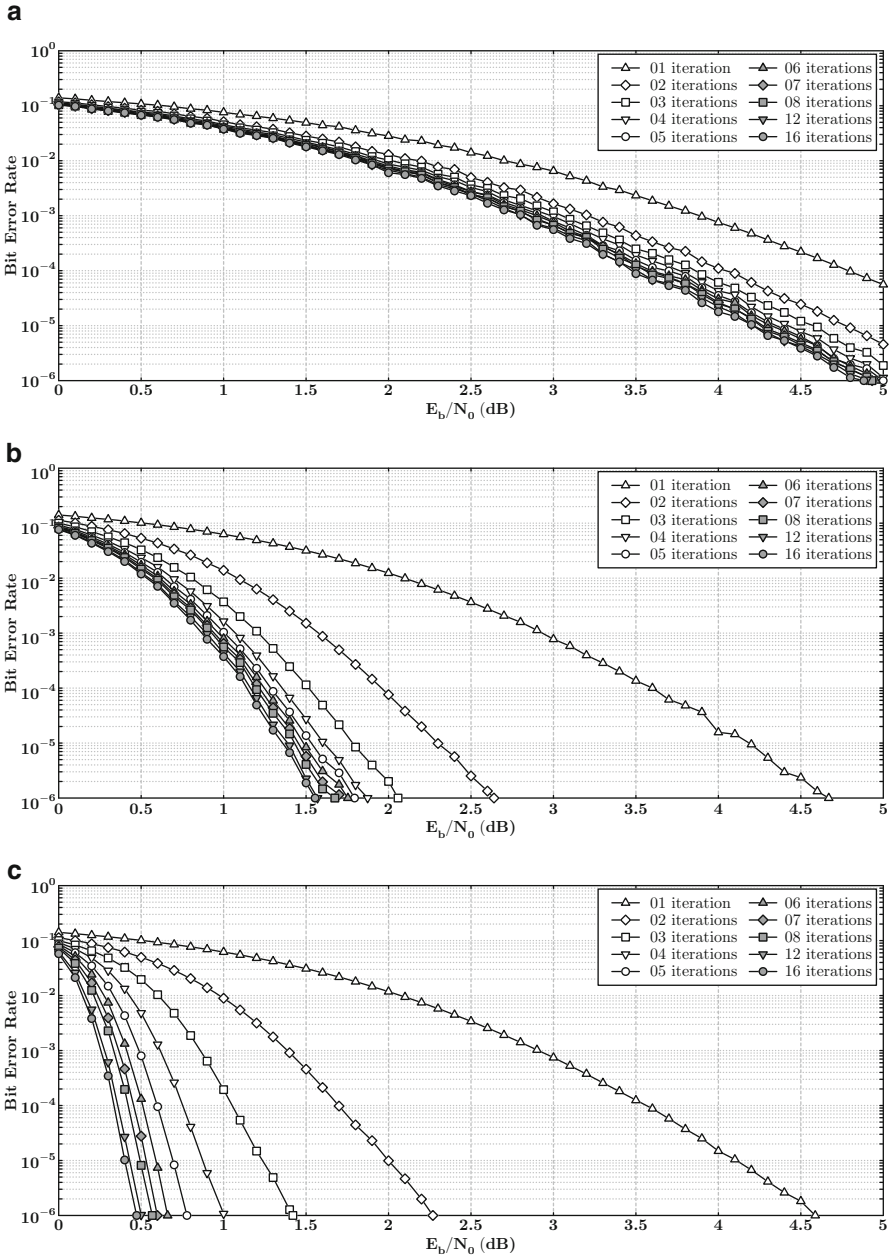 a
10^0
10^-1
10^-2
10^-3
10^-4
10^-5
10^-6
Bit Error Rate
01 iteration
02 iterations
03 iterations
04 iterations
05 iterations
06 iterations
07 iterations
08 iterations
12 iterations
16 iterations
0 0.5 1 1.5 2 2.5 3 3.5 4 4.5 5
E_b/N_0 (dB)
b
10^0
10^-1
10^-2
10^-3
10^-4
10^-5
10^-6
Bit Error Rate
01 iteration
02 iterations
03 iterations
04 iterations
05 iterations
06 iterations
07 iterations
08 iterations
12 iterations
16 iterations
0 0.5 1 1.5 2 2.5 3 3.5 4 4.5 5
E_b/N_0 (dB)
c
10^0
10^-1
10^-2
10^-3
10^-4
10^-5
10^-6
Bit Error Rate
01 iteration
02 iterations
03 iterations
04 iterations
05 iterations
06 iterations
07 iterations
08 iterations
12 iterations
16 iterations
0 0.5 1 1.5 2 2.5 3 3.5 4 4.5 5
E_b/N_0 (dB)